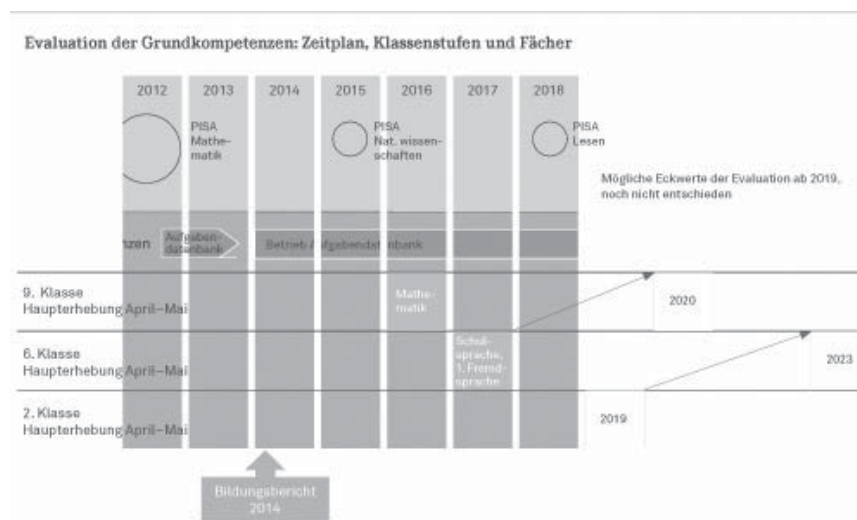 Evaluation der Grundkompetenzen: Zeitplan, Klassenstufen und Fächer
2012 2013 2014 2015 2016 2017 2018
PISA
Mathe-
matik
PISA
Nat. wissen-
schaften
PISA
Lesen
Mögliche Eckwerte der Evaluation ab 2019,
noch nicht entschieden
nzen
Aufgaben-
datenbank
Betrieb Aufgabendatenbank
9. Klasse
Haupterhebung April–Mai
Mathe-
matik
2020
6. Klasse
Haupterhebung April–Mai
Schul-
sprache,
1. Fremd-
sprache
2023
2. Klasse
Haupterhebung April–Mai
2019
Bildungsbericht
2014